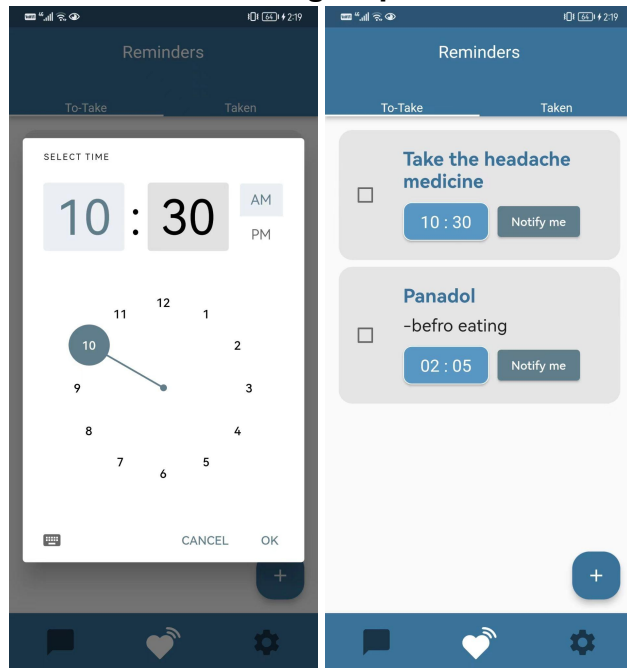 64 2:19
Reminders
To-Take Taken
SELECT TIME
10 : 30
AM
PM
12
11 1
10 2
9 3
8 4
7 5
6
CANCEL OK
+
64 2:19
Reminders
To-Take Taken
Take the headache
medicine
10 : 30 Notify me
Panadol
-befro eating
02 : 05 Notify me
+